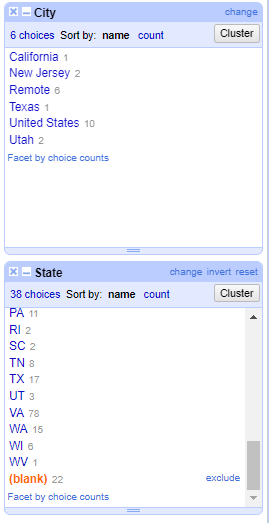 City change
6 choices Sort by: name count Cluster
California 1
New Jersey 2
Remote 6
Texas 1
United States 10
Utah 2
Facet by choice counts
State change invert reset
38 choices Sort by: name count Cluster
PA 11
RI 2
SC 2
TN 8
TX 17
UT 3
VA 78
WA 15
WI 6
WV 1
(blank) 22 exclude
Facet by choice counts